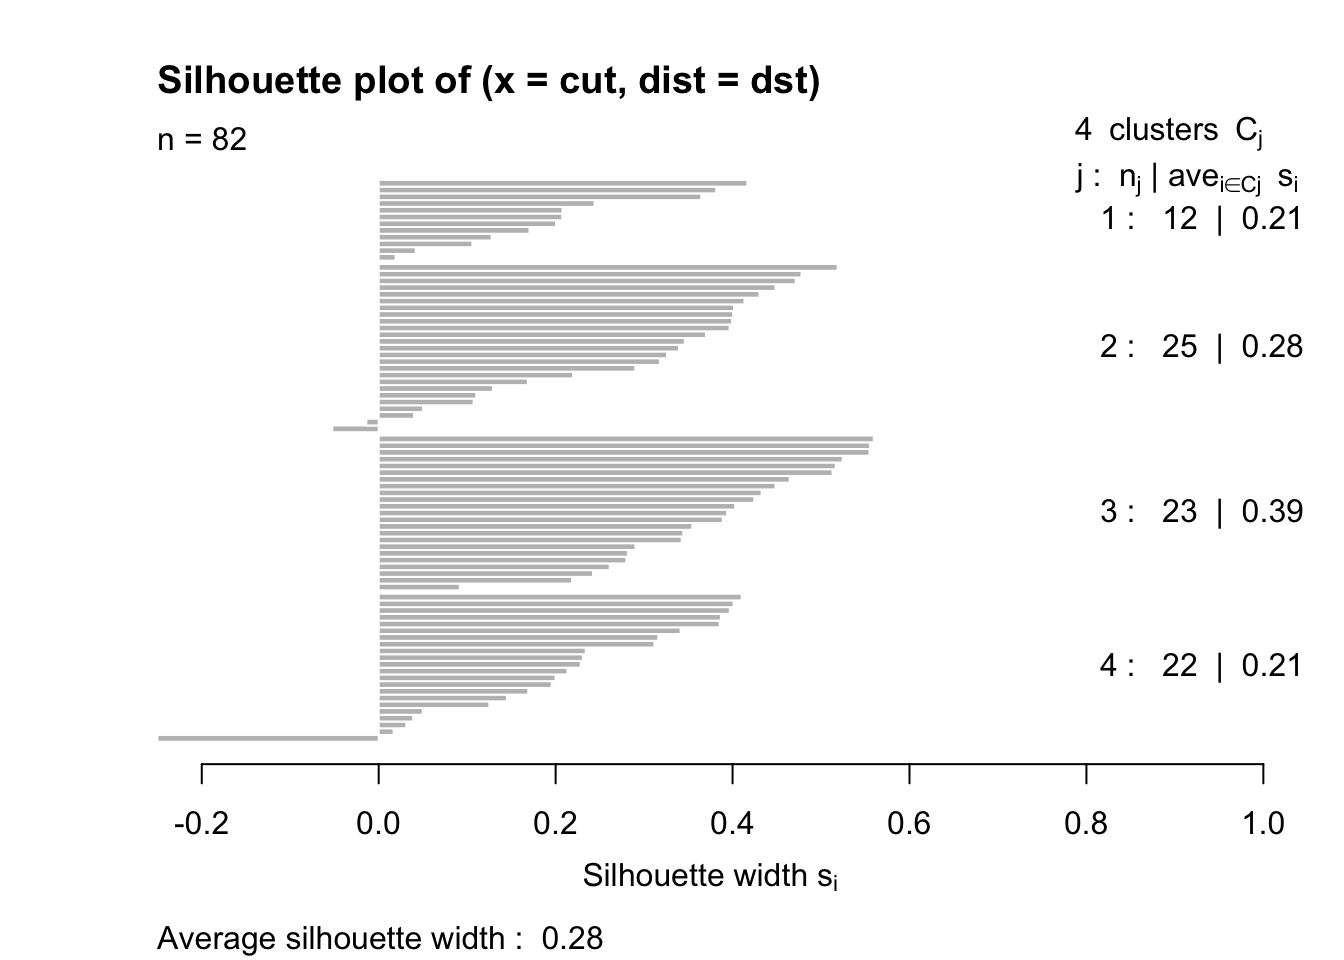 Silhouette plot of (x = cut, dist = dst)
n = 82
4 clusters Cj
j : nj | avei∈Cj si
1 : 12 | 0.21
2 : 25 | 0.28
3 : 23 | 0.39
4 : 22 | 0.21
-0.2 0.0 0.2 0.4 0.6 0.8 1.0
Silhouette width si
Average silhouette width : 0.28